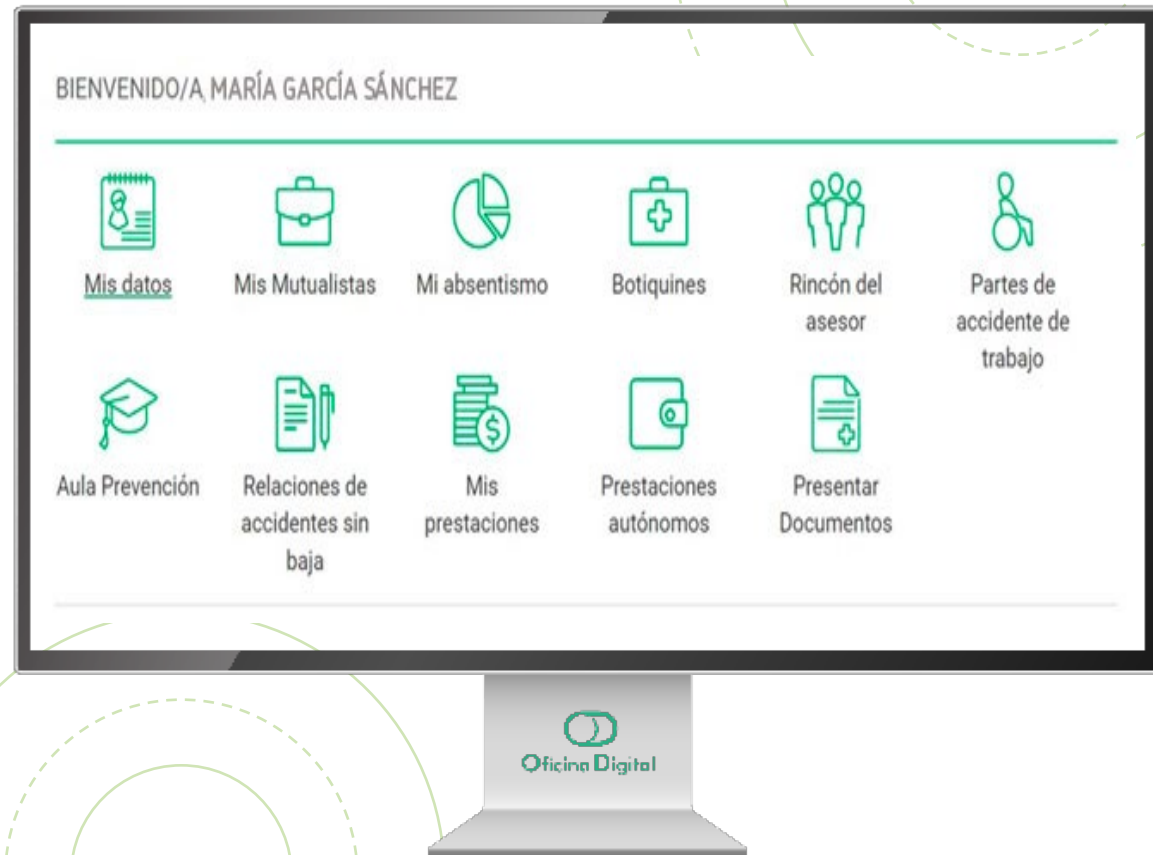 BIENVENIDO/A, MARÍA GARCÍA SÁNCHEZ
Mis datos
Mis Mutualistas
Mi absentismo
Botiquines
Rincón del
asesor
Partes de
accidente de
trabajo
Aula Prevención
Relaciones de
accidentes sin
baja
Mis
prestaciones
Prestaciones
autónomos
Presentar
Documentos
Oficina Digital